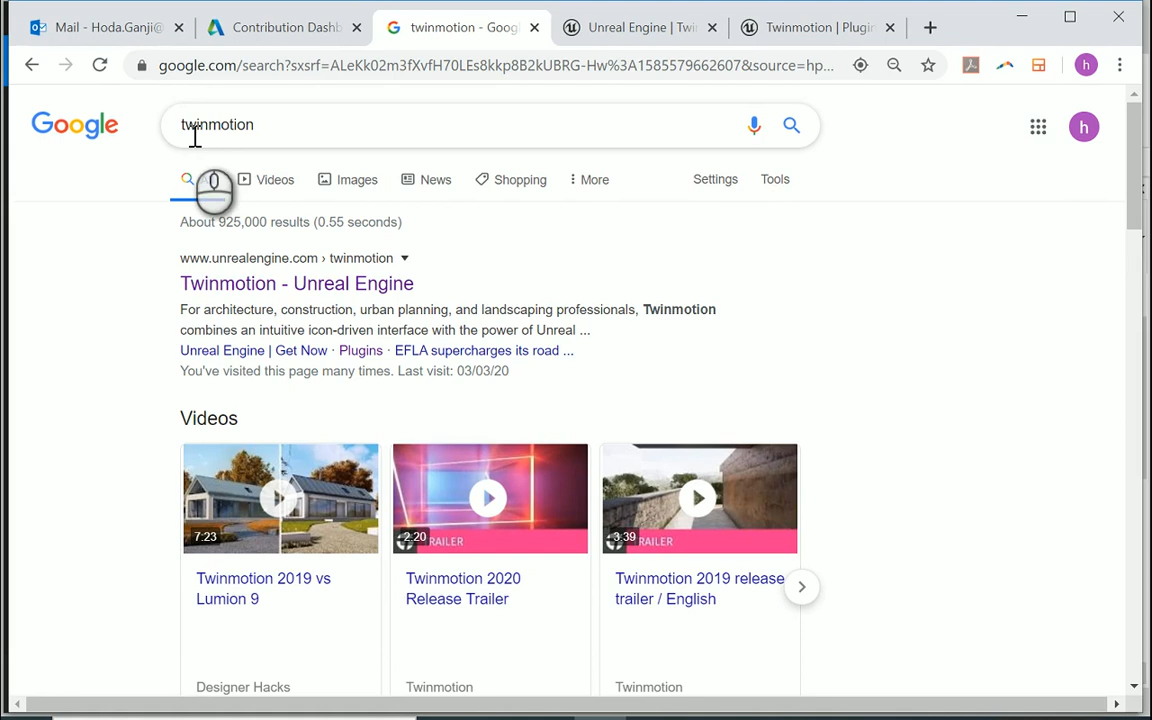 Mail - Hoda.Ganji@
Contribution Dashb
twinmotion - Goog
Unreal Engine | Twi
Twinmotion | Plugin
google.com/search?sxsrf=ALeKk02m3fXvfH70LEs8kkp8B2kUBRG-Hw%3A1585579662607&source=hp...
h
Google
twinmotion
h
Videos
Images
News
Shopping
More
Settings
Tools
About 925,000 results (0.55 seconds)
www.unrealengine.com › twinmotion
Twinmotion - Unreal Engine
For architecture, construction, urban planning, and landscaping professionals, Twinmotion
combines an intuitive icon-driven interface with the power of Unreal ...
Unreal Engine | Get Now · Plugins · EFLA supercharges its road ...
You've visited this page many times. Last visit: 03/03/20
Videos
7:23
2:20
RAILER
3:39
RAILER
Twinmotion 2019 vs
Lumion 9
Twinmotion 2020
Release Trailer
Twinmotion 2019 release
trailer / English
Designer Hacks
Twinmotion
Twinmotion